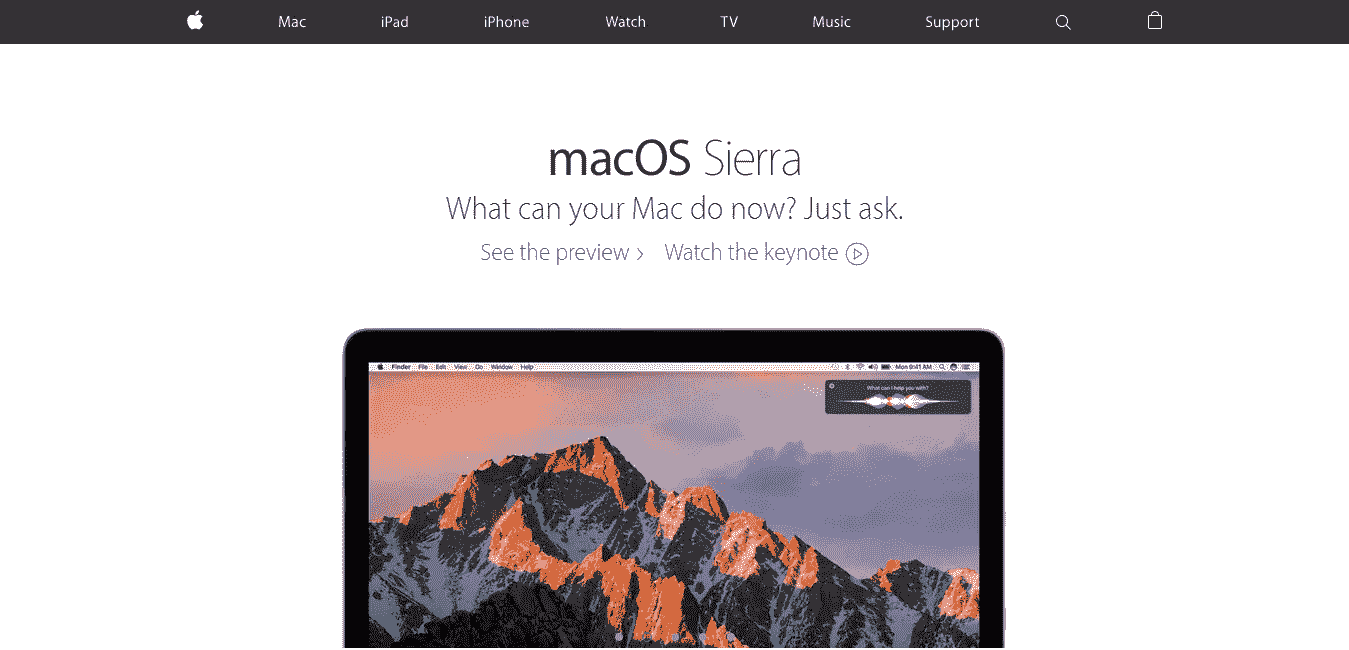 Mac iPad iPhone Watch TV Music Support
macOS Sierra
What can your Mac do now? Just ask.
See the preview › Watch the keynote
Finder File Edit View Go Window Help Mon 9:41 AM
What can I help you with?